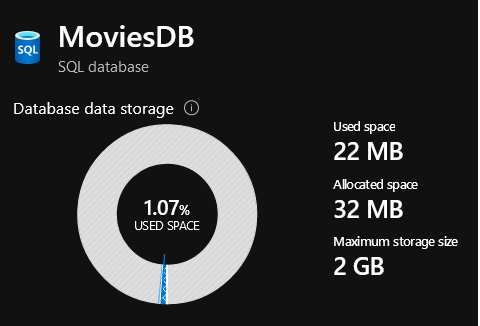 SQL
MoviesDB
SQL database
Database data storage
1.07%
USED SPACE
Used space
22 MB
Allocated space
32 MB
Maximum storage size
2 GB